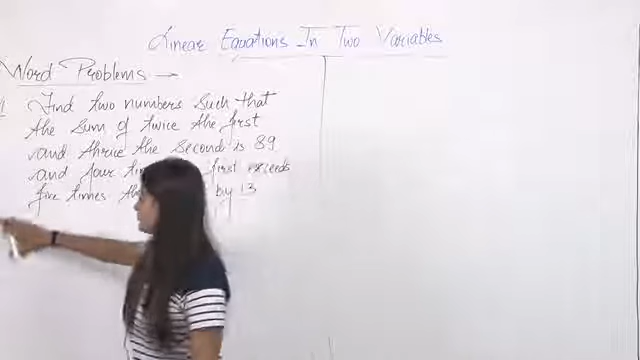 Linear Equations In Two Variables
Word Problems →
Find two numbers such that
the sum of twice the first
and thrice the second is 89
and four first exceeds
five times by 13